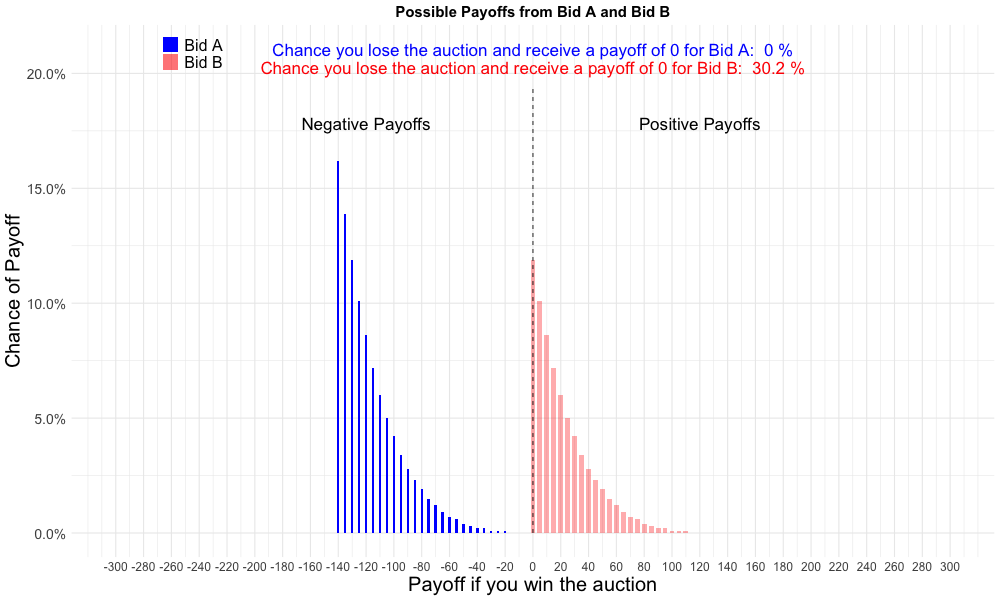 Possible Payoffs from Bid A and Bid B
Bid A
Bid B
Chance you lose the auction and receive a payoff of 0 for Bid A:  0 %
Chance you lose the auction and receive a payoff of 0 for Bid B:  30.2 %
Negative Payoffs
Positive Payoffs
Chance of Payoff
20.0%
15.0%
10.0%
5.0%
0.0%
-300 -280 -260 -240 -220 -200 -180 -160 -140 -120 -100 -80 -60 -40 -20 0 20 40 60 80 100 120 140 160 180 200 220 240 260 280 300
Payoff if you win the auction